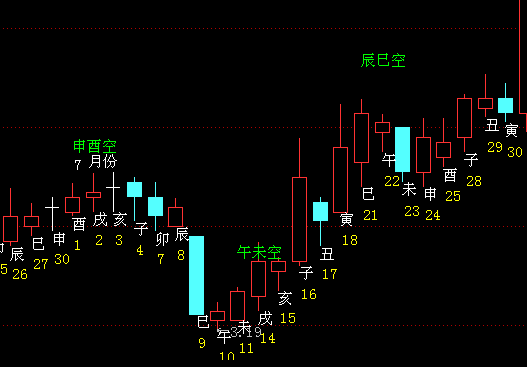 辰巳空
申酉空
7 月份
午未空
丑 29
寅 30
午 22
子 28
酉 25
巳 21
未 23
申 24
寅 18
丑 17
子 16
亥 15
戌 14
未 11
午 10
巳 9
3.19
辰 8
卯 7
子 4
亥 3
戌 2
酉 1
申 30
巳 27
辰 26
5